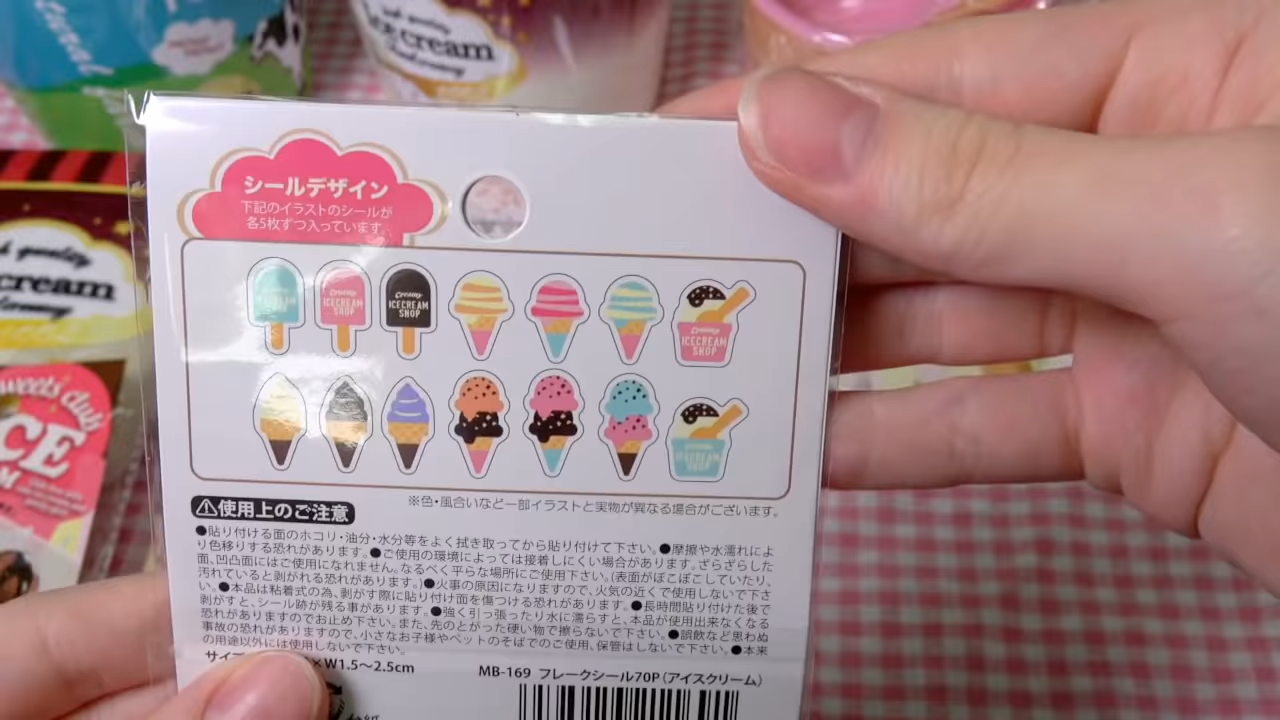 Ice cream
cream
weets club
CE
シールデザイン
下記のイラストのシールが
各5枚ずつ入っています。
Creamy
ICECREAM
SHOP
Creamy
ICECREAM
SHOP
Creamy
ICECREAM
SHOP
ICECREAM
SHOP
※色・風合いなど一部イラストと実物が異なる場合がございます。
⚠使用上のご注意
●貼り付ける面のホコリ・油分・水分等をよく拭き取ってから貼り付けて下さい。●摩擦や水濡れによ
り色移りする恐れがあります。●ご使用の環境によっては接着しにくい場合があります。ざらざらした
面、凹凸面にはご使用になれません。なるべく平らな場所にご使用下さい。(表面がぼこぼこしていたり、
汚れていると剥がれる恐れがあります。)●火事の原因になりますので、火気の近くで使用しないで下さ
い。●本品は粘着式の為、剥がす際に貼り付け面を傷つける恐れがあります。●長時間貼り付けた後で
剥がすと、シール跡が残る事があります。●強く引っ張ったり水に濡らすと、本品が使用出来なくなる
恐れがありますのでお止め下さい。また、先のとがった硬い物で擦らないで下さい。●誤飲など思わぬ
事故の恐れがありますので、小さなお子様やペットのそばでのご使用、保管はしないで下さい。●本来
の用途以外には使用しないで下さい。
×W1.5〜2.5cm
MB-169 フレークシール70P(アイスクリーム)